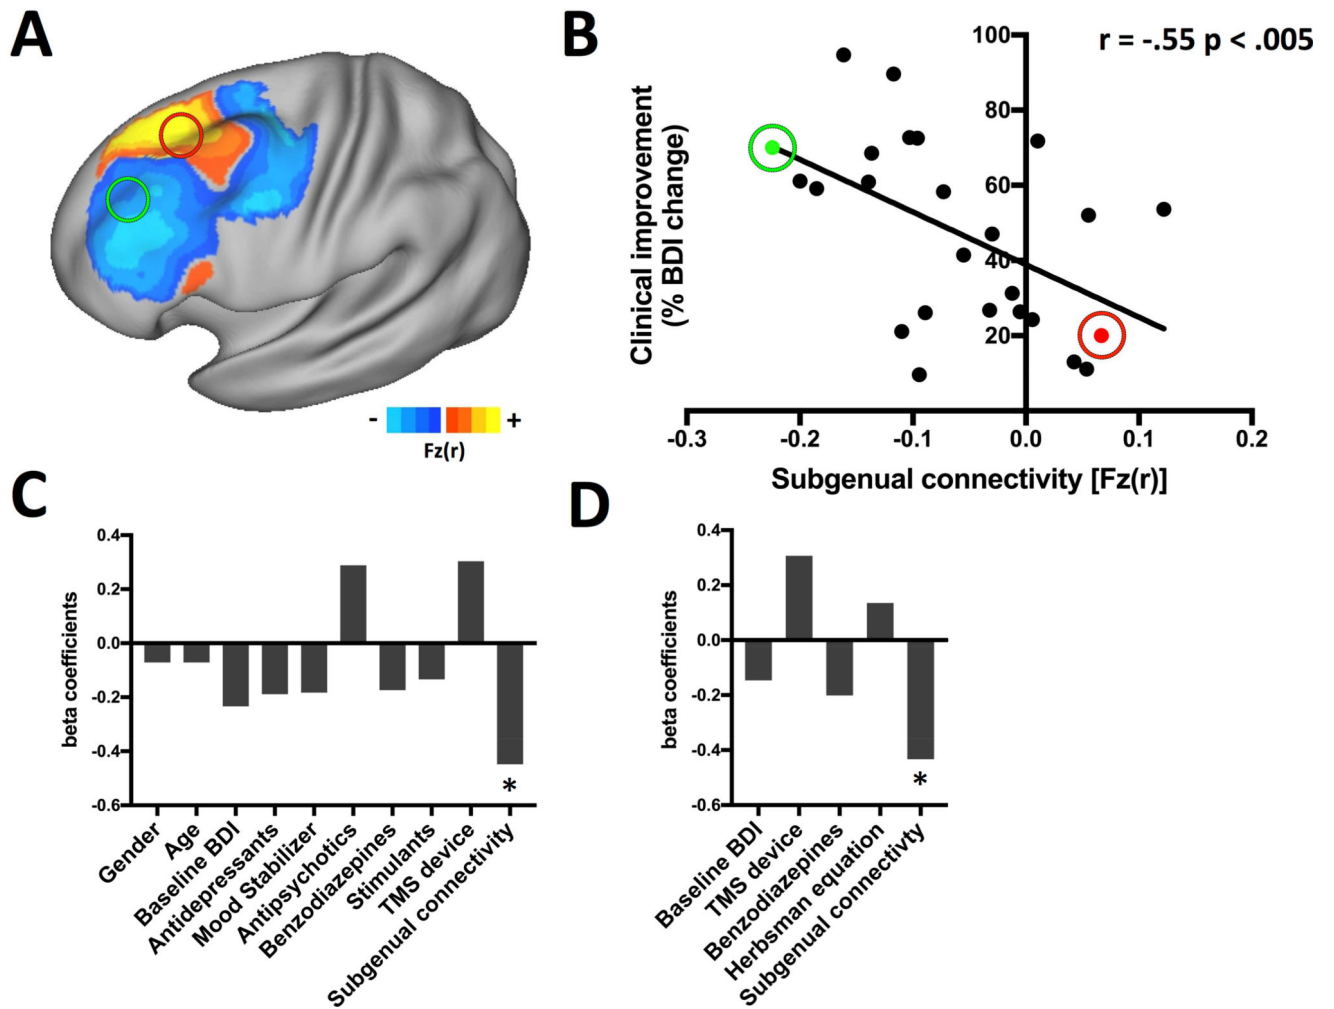 A
- +
Fz(r)
B
r = -.55 p < .005
Clinical improvement
(% BDI change)
100
80
60
40
20
-0.3 -0.2 -0.1 0.0 0.1 0.2
Subgenual connectivity [Fz(r)]
C
beta coefficients
0.4
0.2
0.0
-0.2
-0.4
-0.6
*
Gender
Age
Baseline BDI
Antidepressants
Mood Stabilizer
Antipsychotics
Benzodiazepines
Stimulants
TMS device
Subgenual connectivity
D
beta coefficients
0.4
0.2
0.0
-0.2
-0.4
-0.6
*
Baseline BDI
TMS device
Benzodiazepines
Herbsman equation
Subgenual connectivty